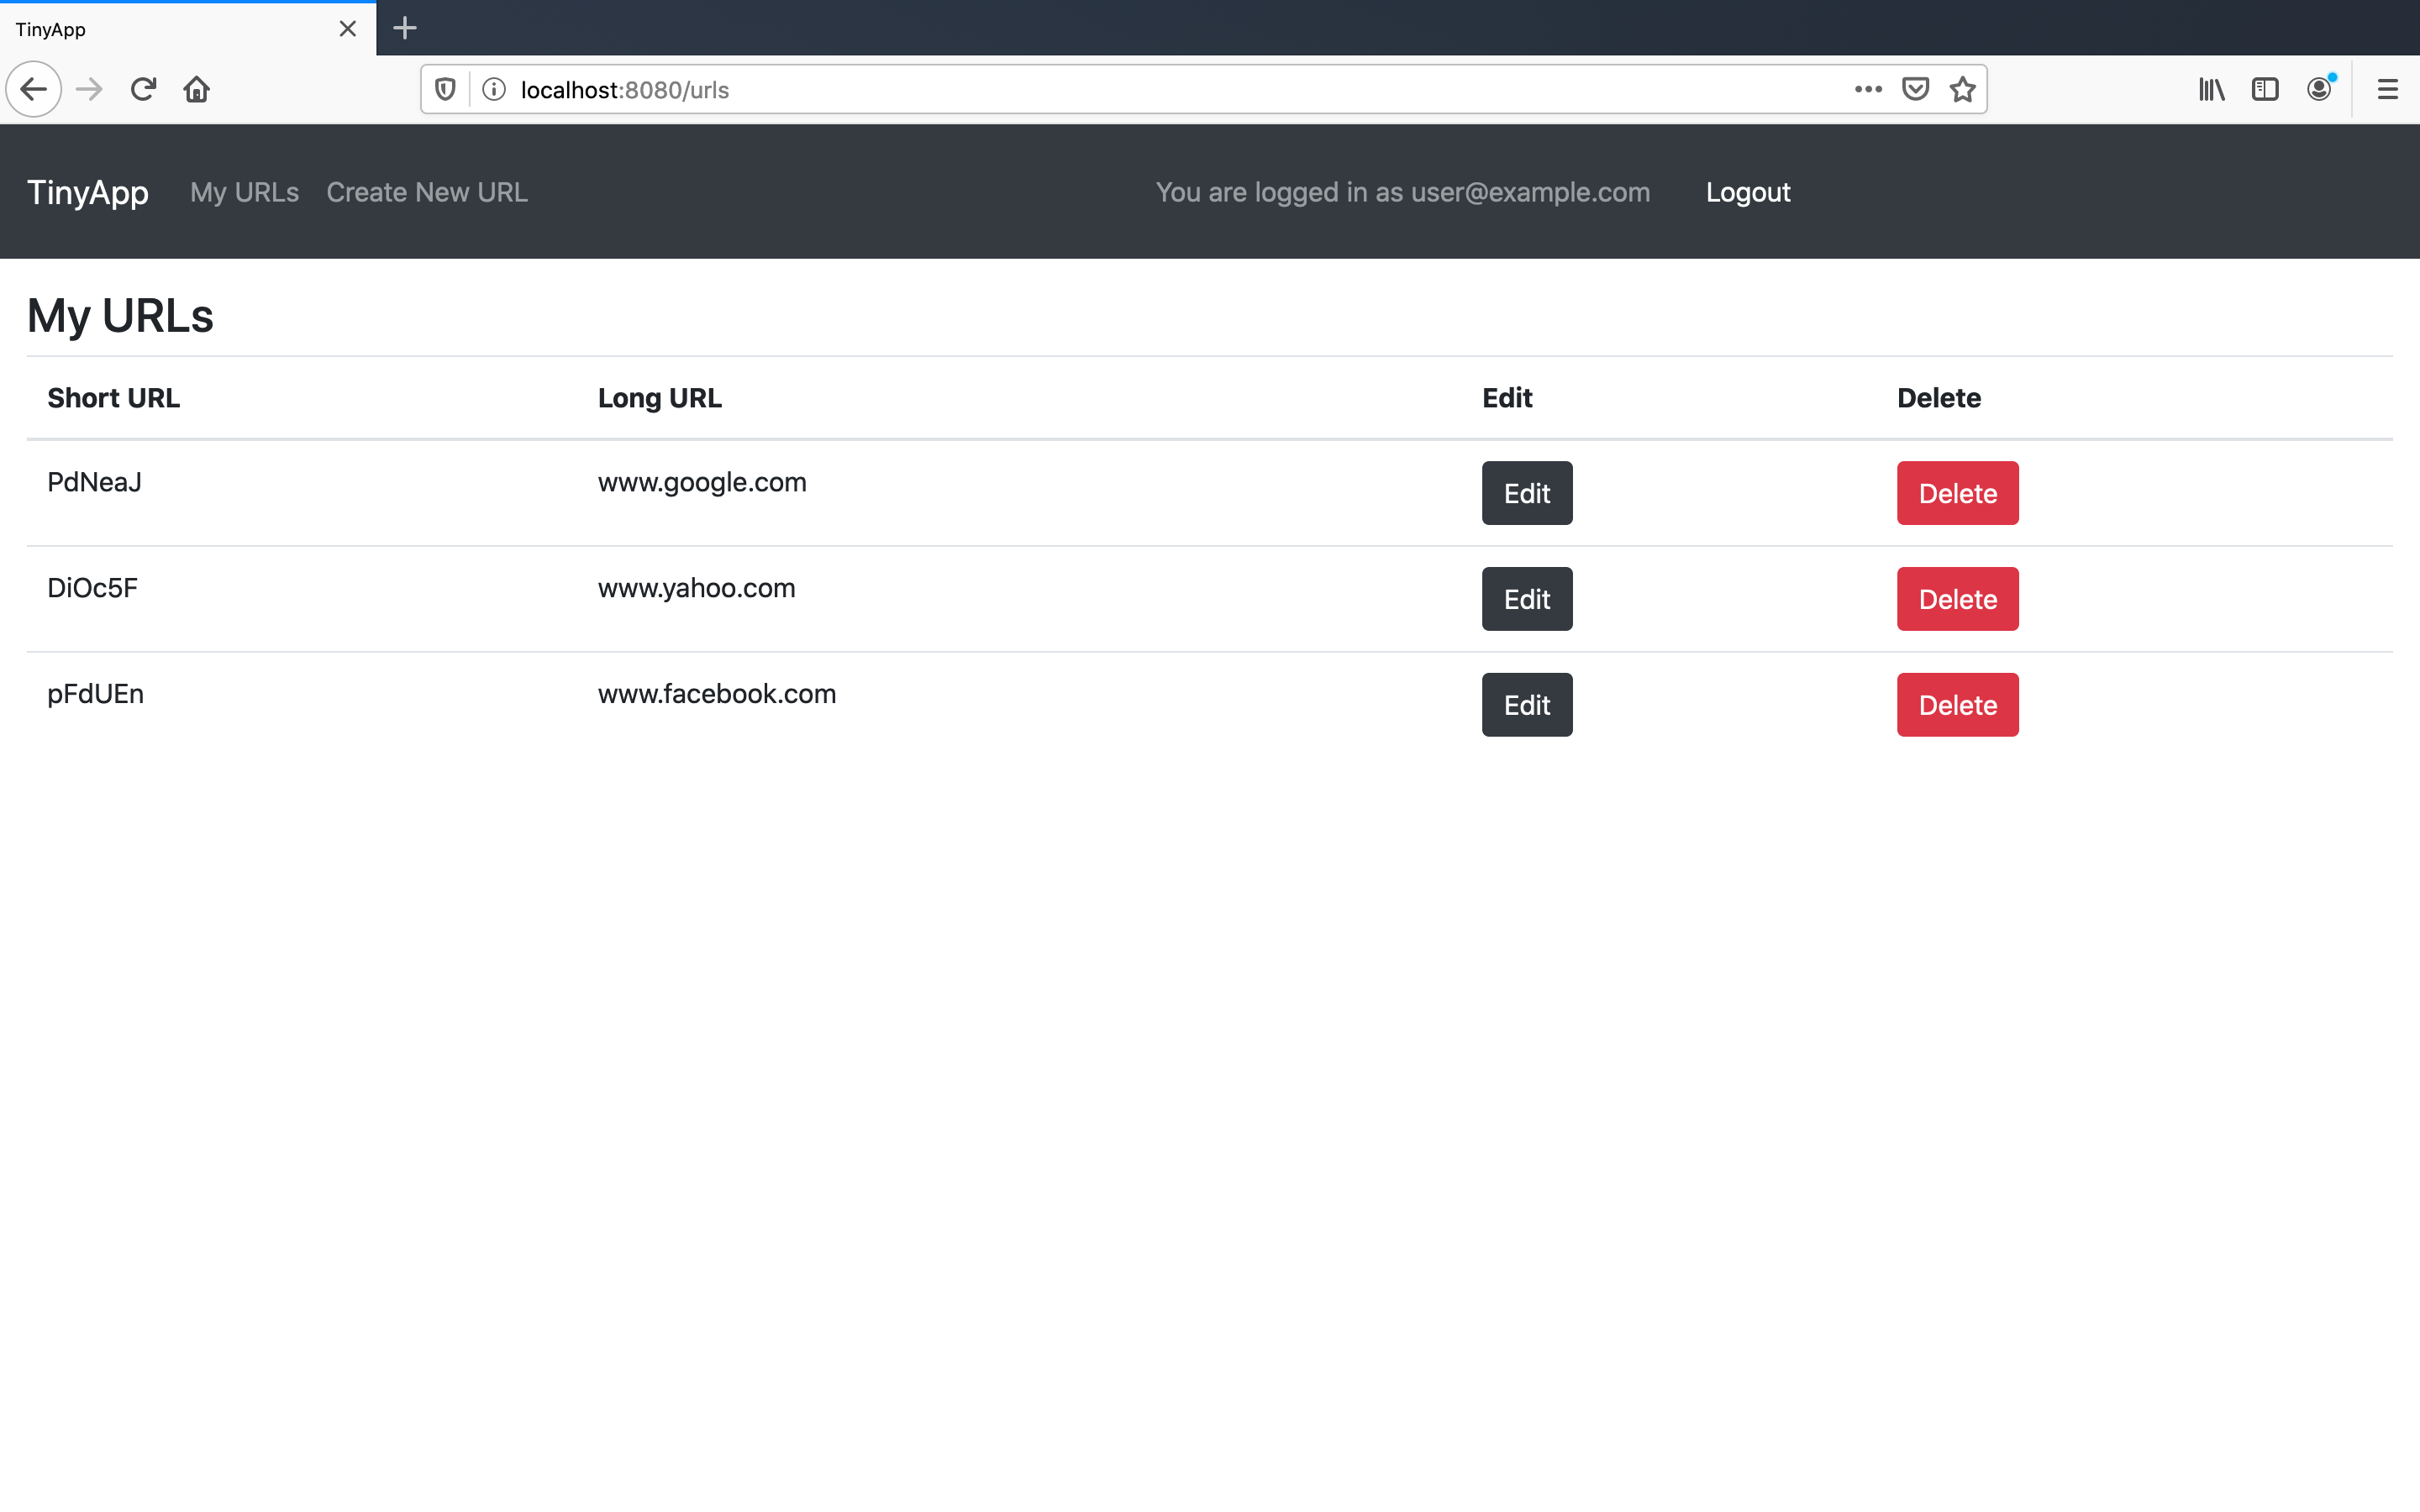 TinyApp
localhost:8080/urls
TinyApp My URLs Create New URL You are logged in as user@example.com Logout
My URLs
Short URL Long URL Edit Delete
PdNeaJ www.google.com Edit Delete
DiOc5F www.yahoo.com Edit Delete
pFdUEn www.facebook.com Edit Delete